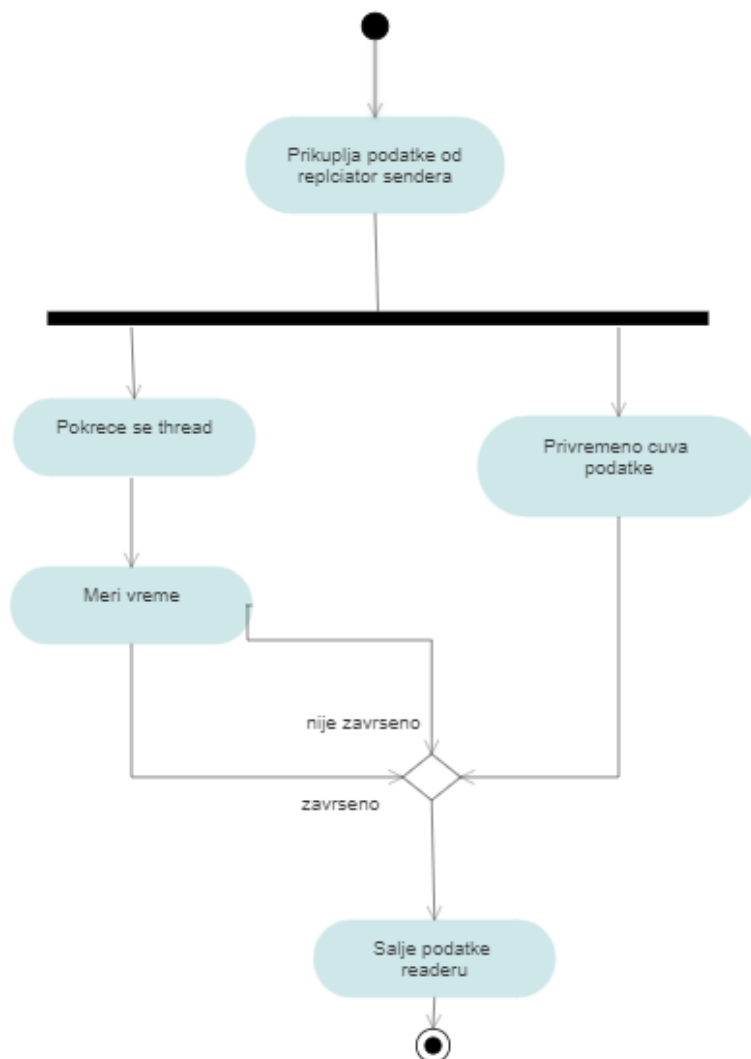 Prikuplja podatke od
replciator sendera
Pokrece se thread
Privremeno cuva
podatke
Meri vreme
nije zavrseno
zavrseno
Salje podatke
readeru